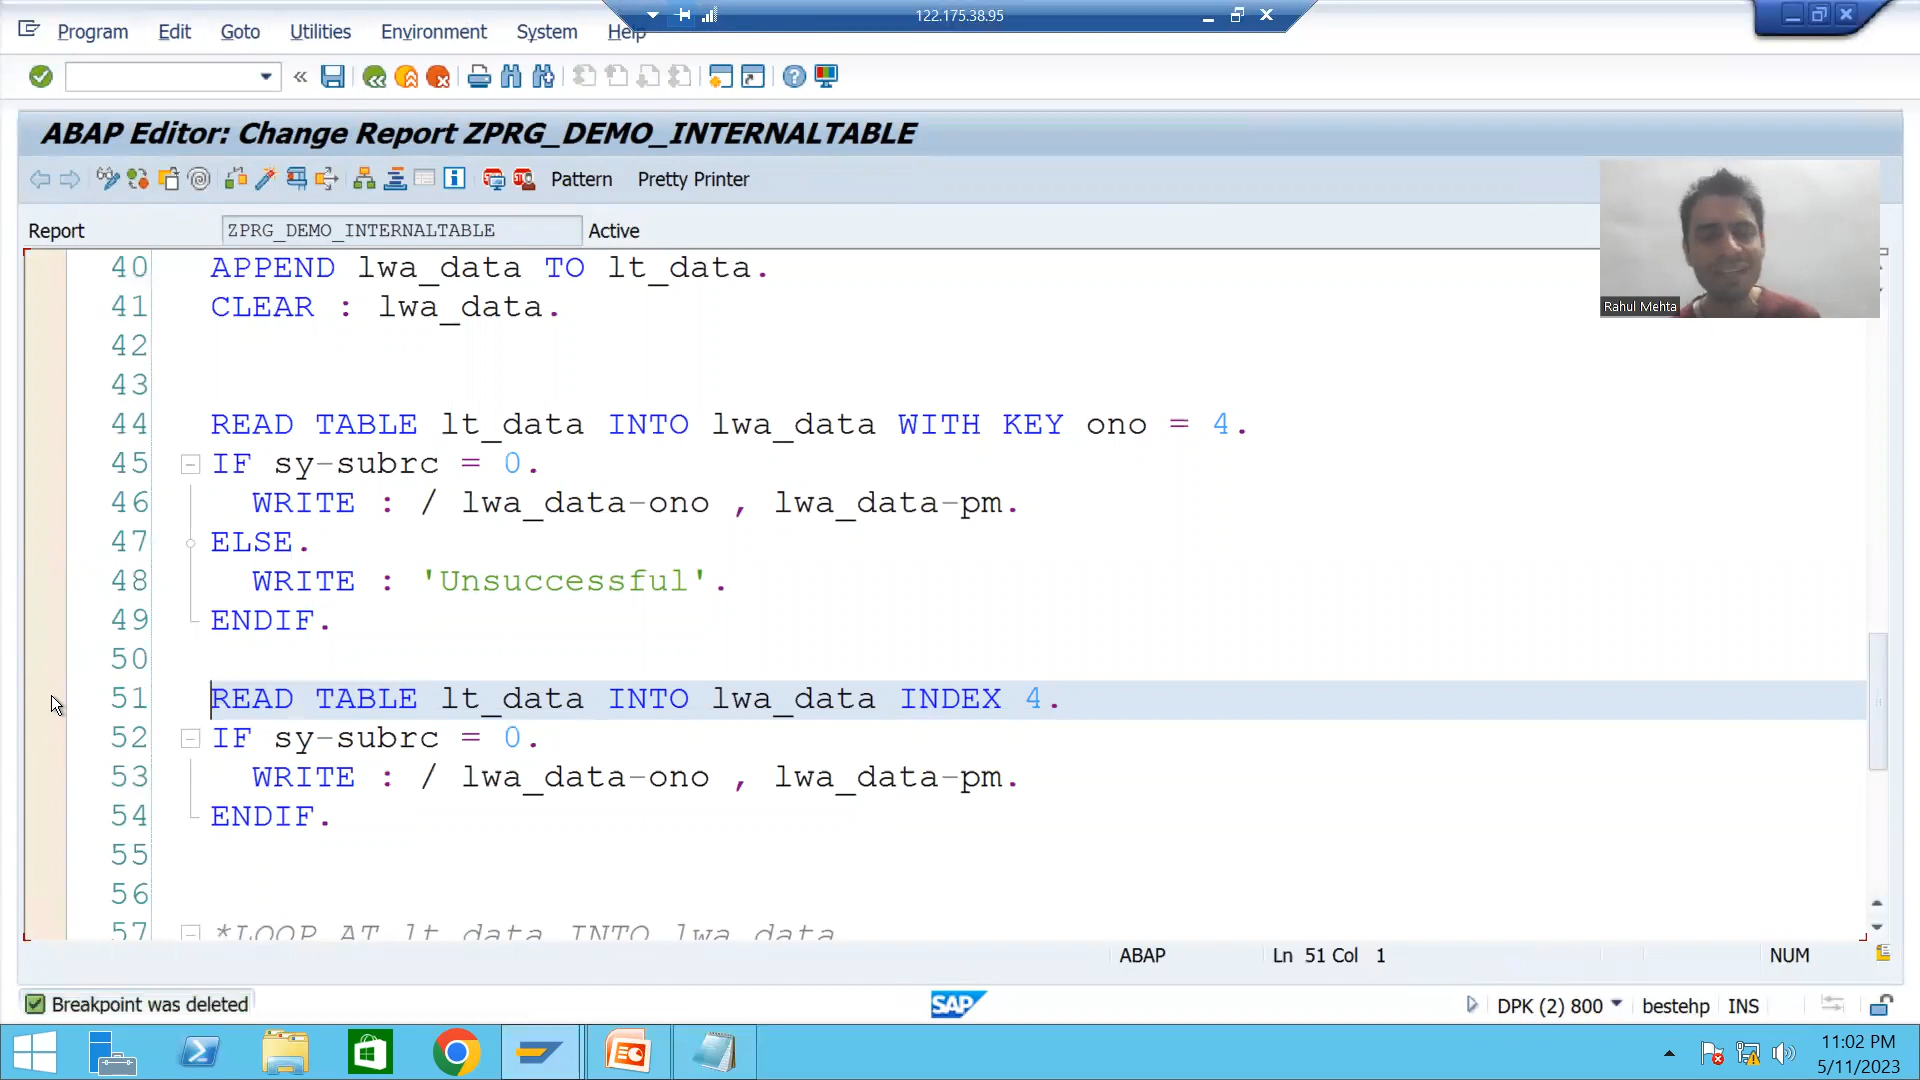 122.175.38.95
Program Edit Goto Utilities Environment System Help
ABAP Editor: Change Report ZPRG_DEMO_INTERNALTABLE
Pattern Pretty Printer
Report ZPRG_DEMO_INTERNALTABLE Active
Rahul Mehta
40 APPEND lwa_data TO lt_data.
41 CLEAR : lwa_data.
42
43
44 READ TABLE lt_data INTO lwa_data WITH KEY ono = 4.
45 IF sy-subrc = 0.
46 WRITE : / lwa_data-ono , lwa_data-pm.
47 ELSE.
48 WRITE : 'Unsuccessful'.
49 ENDIF.
50
51 READ TABLE lt_data INTO lwa_data INDEX 4.
52 IF sy-subrc = 0.
53 WRITE : / lwa_data-ono , lwa_data-pm.
54 ENDIF.
55
56
57 *LOOP AT lt_data INTO lwa_data
ABAP Ln 51 Col 1 NUM
Breakpoint was deleted SAP DPK (2) 800 bestehp INS
11:02 PM
5/11/2023